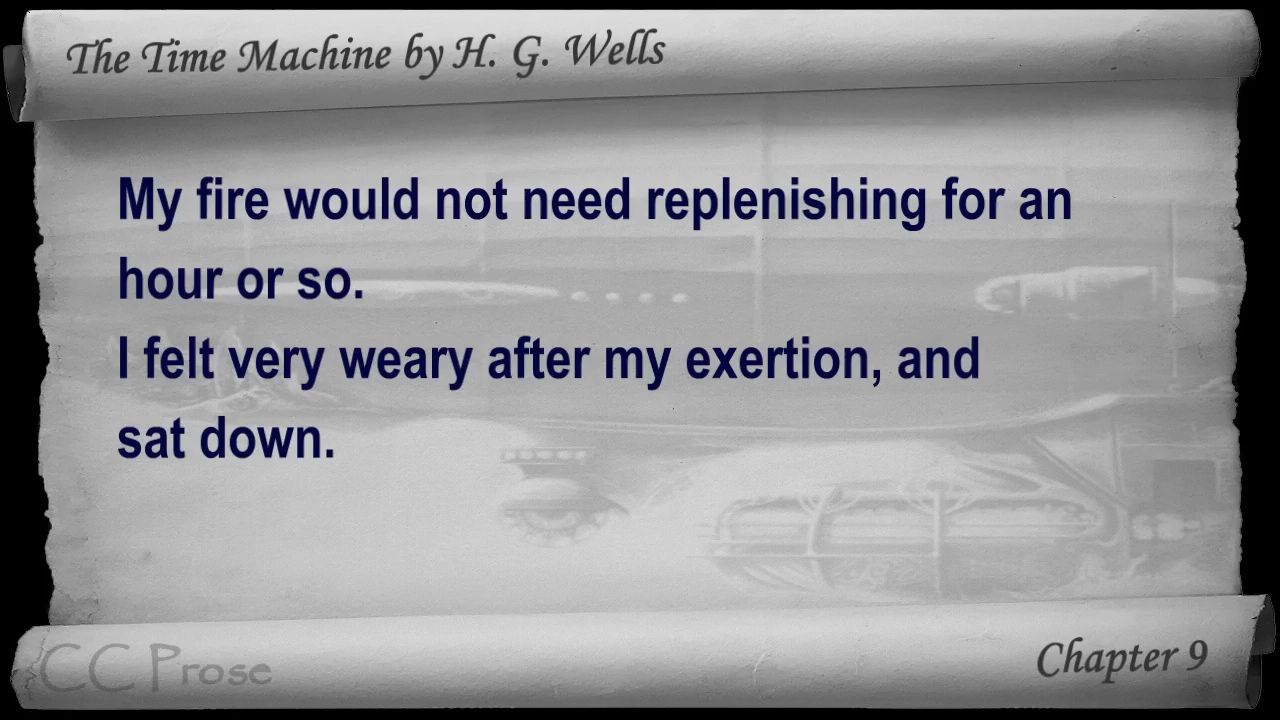 The Time Machine by H. G. Wells
My fire would not need replenishing for an
hour or so.
I felt very weary after my exertion, and
sat down.
CC Prose
Chapter 9